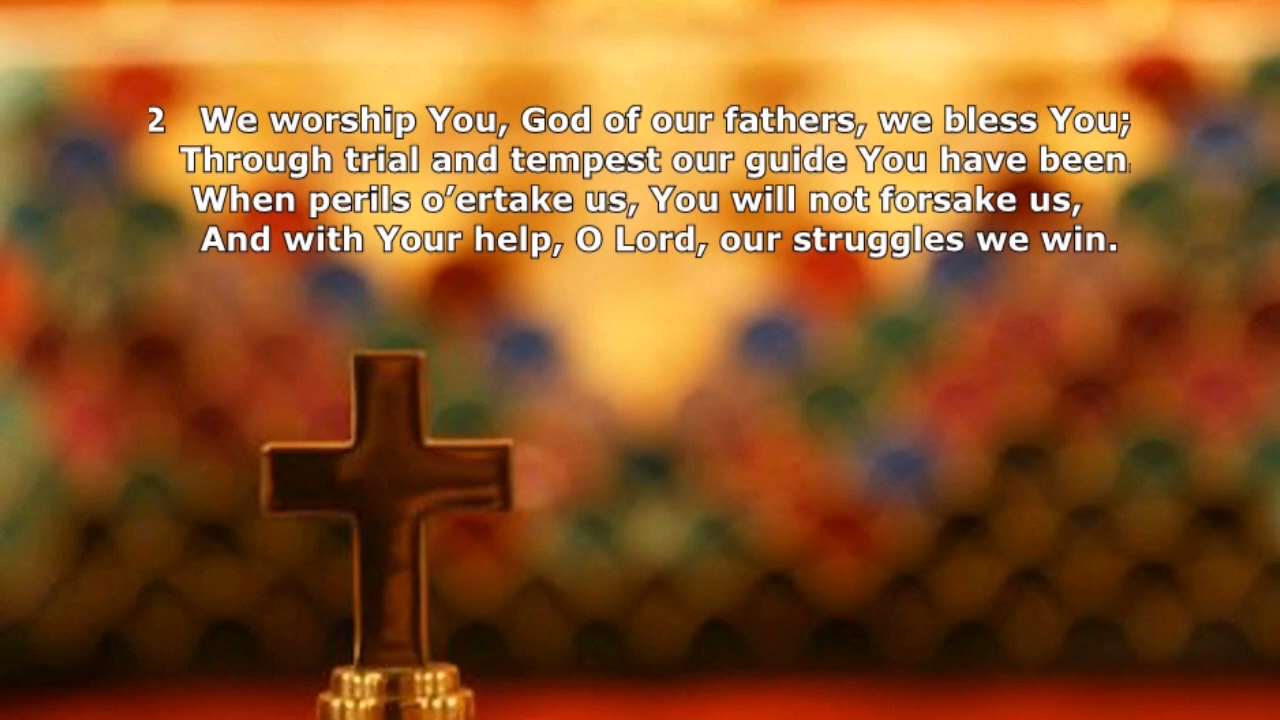 2 We worship You, God of our fathers, we bless You;
Through trial and tempest our guide You have been.
When perils o’ertake us, You will not forsake us,
And with Your help, O Lord, our struggles we win.